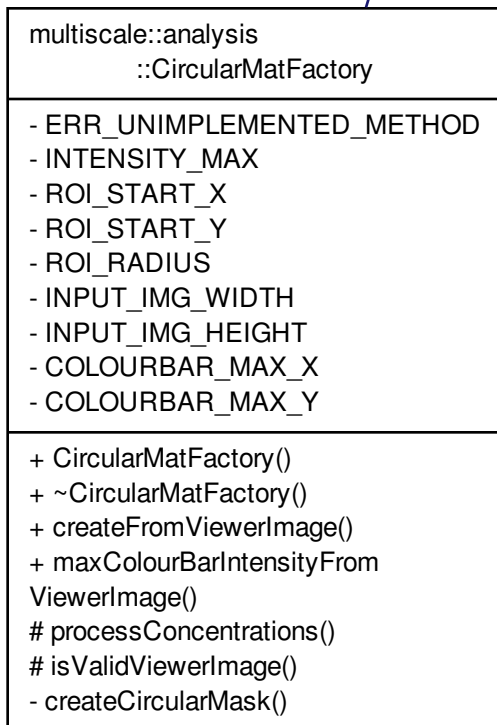 multiscale::analysis
::CircularMatFactory
- ERR_UNIMPLEMENTED_METHOD
- INTENSITY_MAX
- ROI_START_X
- ROI_START_Y
- ROI_RADIUS
- INPUT_IMG_WIDTH
- INPUT_IMG_HEIGHT
- COLOURBAR_MAX_X
- COLOURBAR_MAX_Y
+ CircularMatFactory()
+ ~CircularMatFactory()
+ createFromViewerImage()
+ maxColourBarIntensityFrom
ViewerImage()
# processConcentrations()
# isValidViewerImage()
- createCircularMask()